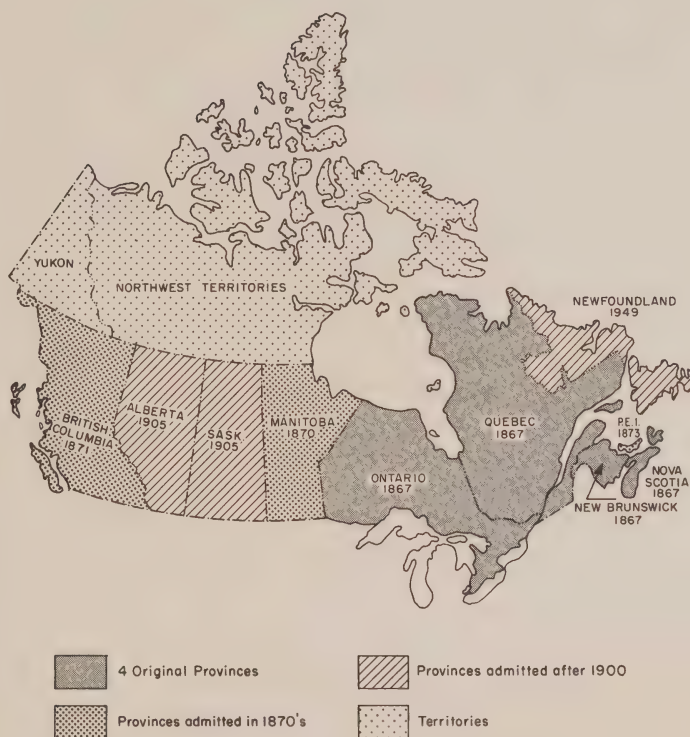 YUKON
NORTHWEST TERRITORIES
NEWFOUNDLAND
1949
BRITISH
COLUMBIA
1871
ALBERTA
1905
SASK.
1905
MANITOBA
1870
ONTARIO
1867
QUEBEC
1867
P.E.I.
1873
NOVA
SCOTIA
1867
NEW BRUNSWICK
1867
4 Original Provinces
Provinces admitted after 1900
Provinces admitted in 1870's
Territories